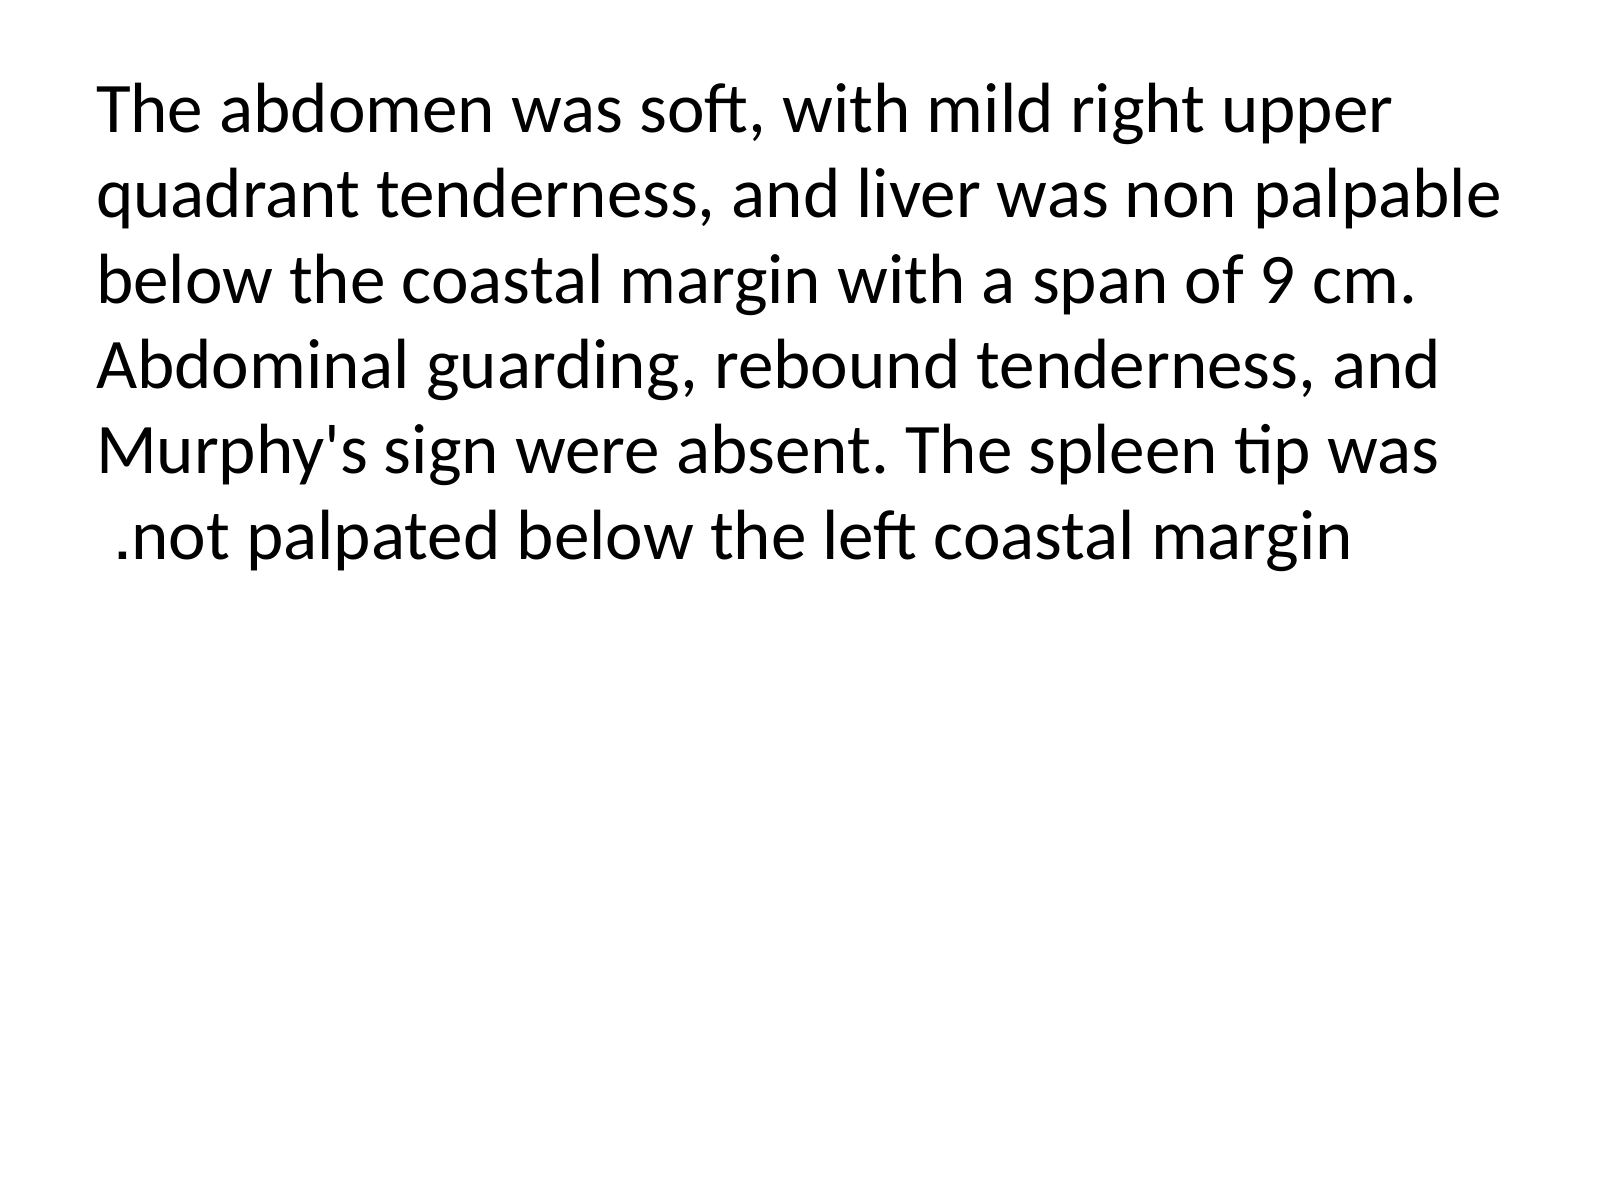 The abdomen was soft, with mild right upper
quadrant tenderness, and liver was non palpable
below the coastal margin with a span of 9 cm.
Abdominal guarding, rebound tenderness, and
Murphy's sign were absent. The spleen tip was
.not palpated below the left coastal margin